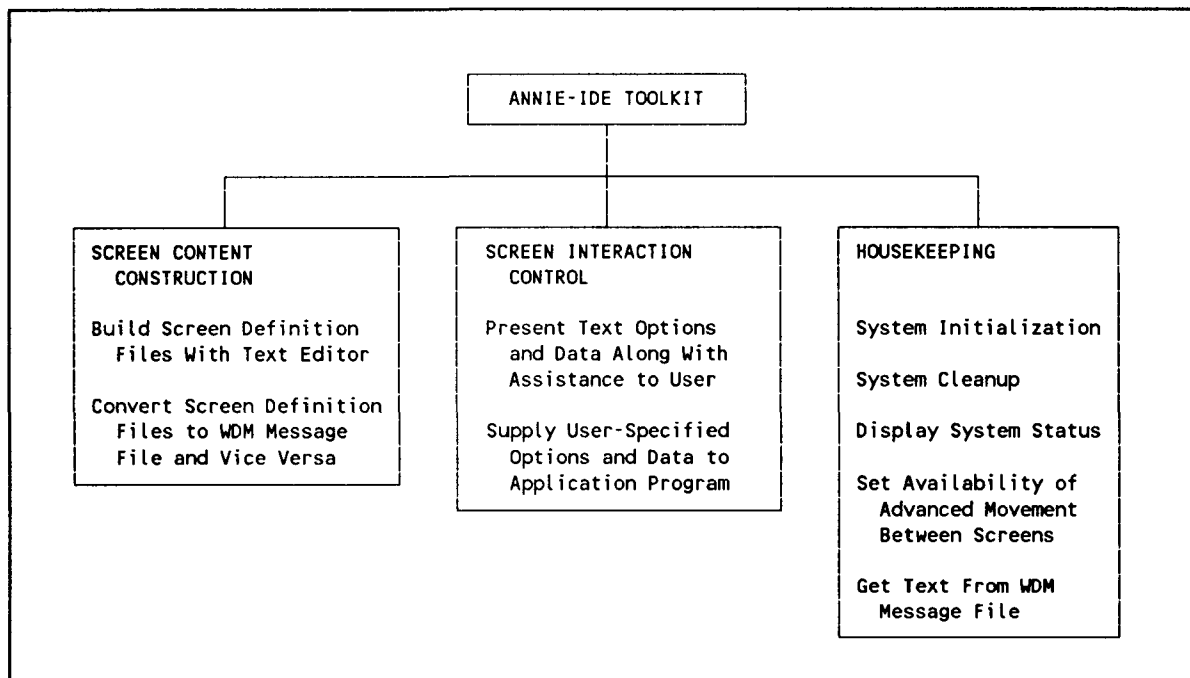 ANNIE-IDE TOOLKIT
SCREEN CONTENT
CONSTRUCTION
Build Screen Definition
Files With Text Editor
Convert Screen Definition
Files to WDM Message
File and Vice Versa
SCREEN INTERACTION
CONTROL
Present Text Options
and Data Along With
Assistance to User
Supply User-Specified
Options and Data to
Application Program
HOUSEKEEPING
System Initialization
System Cleanup
Display System Status
Set Availability of
Advanced Movement
Between Screens
Get Text From WDM
Message File